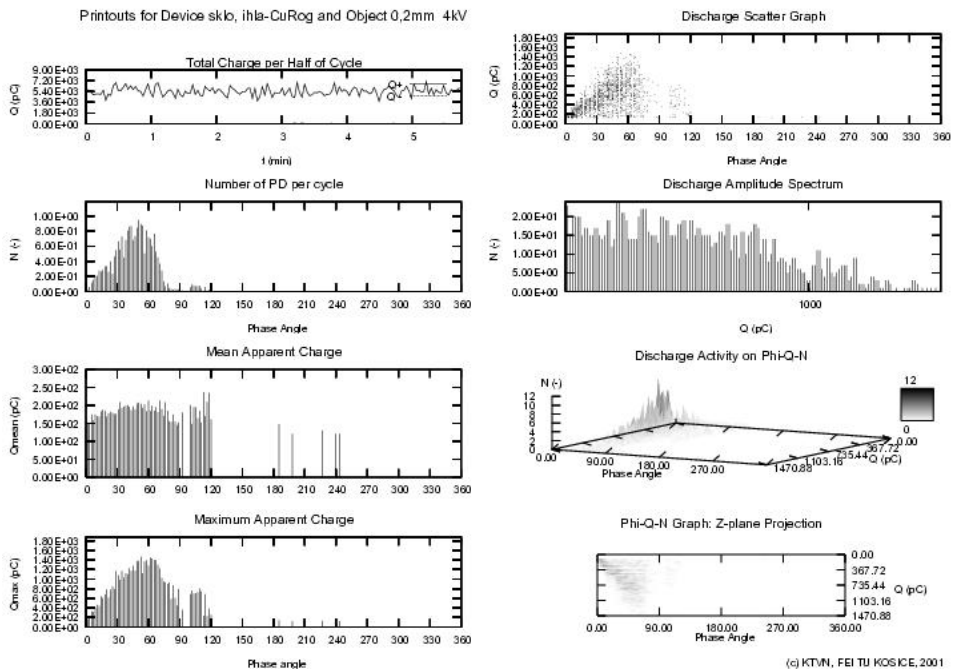 Printouts for Device sklo, ihla-CuRog and Object 0,2mm 4kV
Total Charge per Half of Cycle
Q (pC)
9.00E+03
7.20E+03
5.40E+03
3.60E+03
1.80E+03
0.00E+00
Q+
Q-
0 1 2 3 4 5
t (min)
Number of PD per cycle
N (-)
1.00E+00
8.00E-01
6.00E-01
4.00E-01
2.00E-01
0.00E+00
0 30 60 90 120 150 180 210 240 270 300 330 360
Phase Angle
Mean Apparent Charge
Qmean (pC)
3.00E+02
2.50E+02
2.00E+02
1.50E+02
1.00E+02
5.00E+01
0.00E+00
0 30 60 90 120 150 180 210 240 270 300 330 360
Phase Angle
Maximum Apparent Charge
Qmax (pC)
1.80E+03
1.60E+03
1.40E+03
1.20E+03
1.00E+03
8.00E+02
6.00E+02
4.00E+02
2.00E+02
0.00E+00
0 30 60 90 120 150 180 210 240 270 300 330 360
Phase angle
Discharge Scatter Graph
Q (pC)
1.80E+03
1.60E+03
1.40E+03
1.20E+03
1.00E+03
8.00E+02
6.00E+02
4.00E+02
2.00E+02
0.00E+00
0 30 60 90 120 150 180 210 240 270 300 330 360
Phase Angle
Discharge Amplitude Spectrum
N (-)
2.00E+01
1.50E+01
1.00E+01
5.00E+00
0.00E+00
1000
Q (pC)
Discharge Activity on Phi-Q-N
N (-)
12
10
8
6
4
2
0
0.00
90.00
180.00
270.00
Phase Angle
1470.88
1103.16
735.44
367.72
0.00
Q (pC)
12
0
Phi-Q-N Graph: Z-plane Projection
0.00
367.72
735.44
1103.16
1470.88
Q (pC)
0.00 90.00 180.00 270.00 360.00
Phase Angle
(c) KTVN, FEI TU KOSICE, 2001